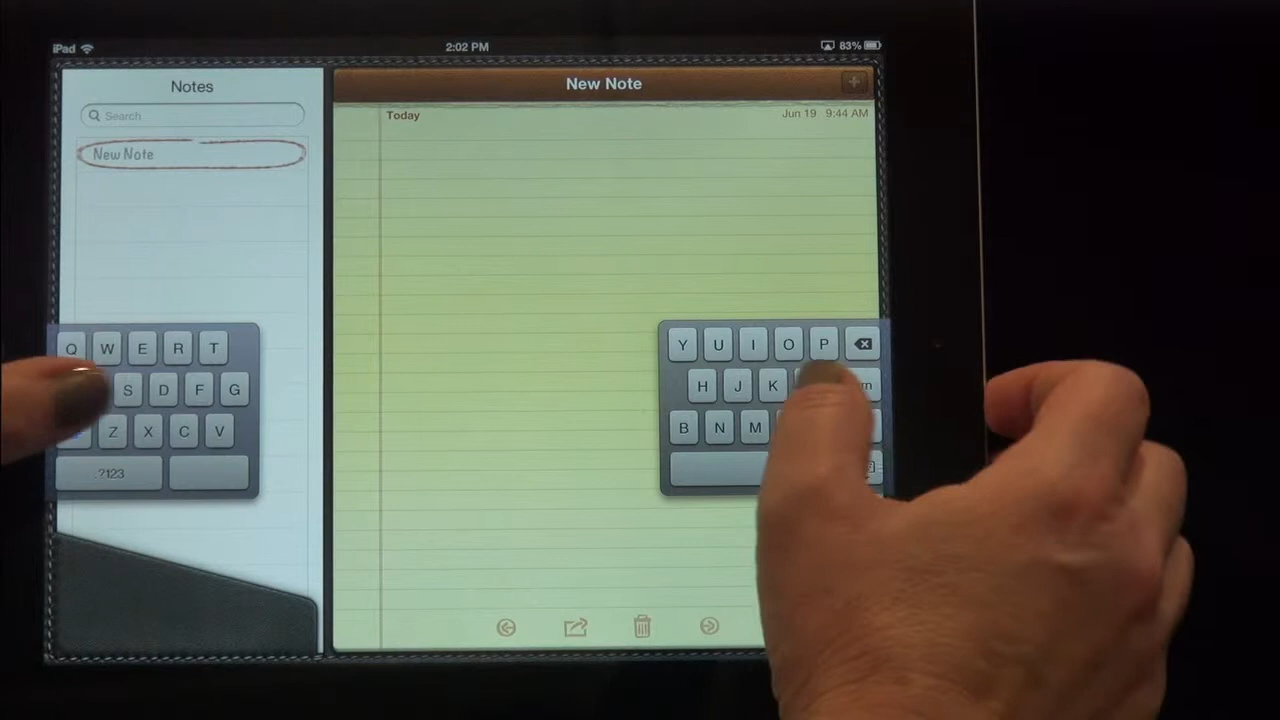 iPad 2:02 PM 83%
Notes
Search
New Note
New Note
Today Jun 19 9:44 AM
Q W E R T
S D F G
Z X C V
.?123
Y U I O P
H J K
B N M